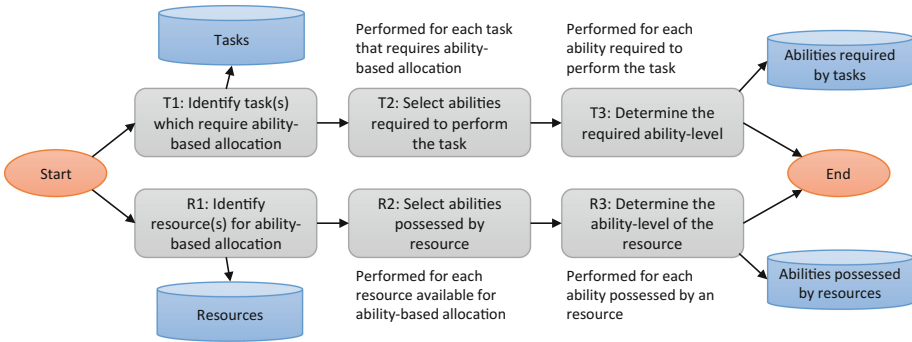 Tasks
Performed for each task
that requires ability-
based allocation
Performed for each
ability required to
perform the task
Abilities required
by tasks
T1: Identify task(s)
which require ability-
based allocation
T2: Select abilities
required to perform
the task
T3: Determine the
required ability-level
Start
End
R1: Identify
resource(s) for ability-
based allocation
R2: Select abilities
possessed by
resource
R3: Determine the
ability-level of the
resource
Resources
Performed for each
resource available for
ability-based allocation
Performed for each
ability possessed by an
resource
Abilities possessed
by resources